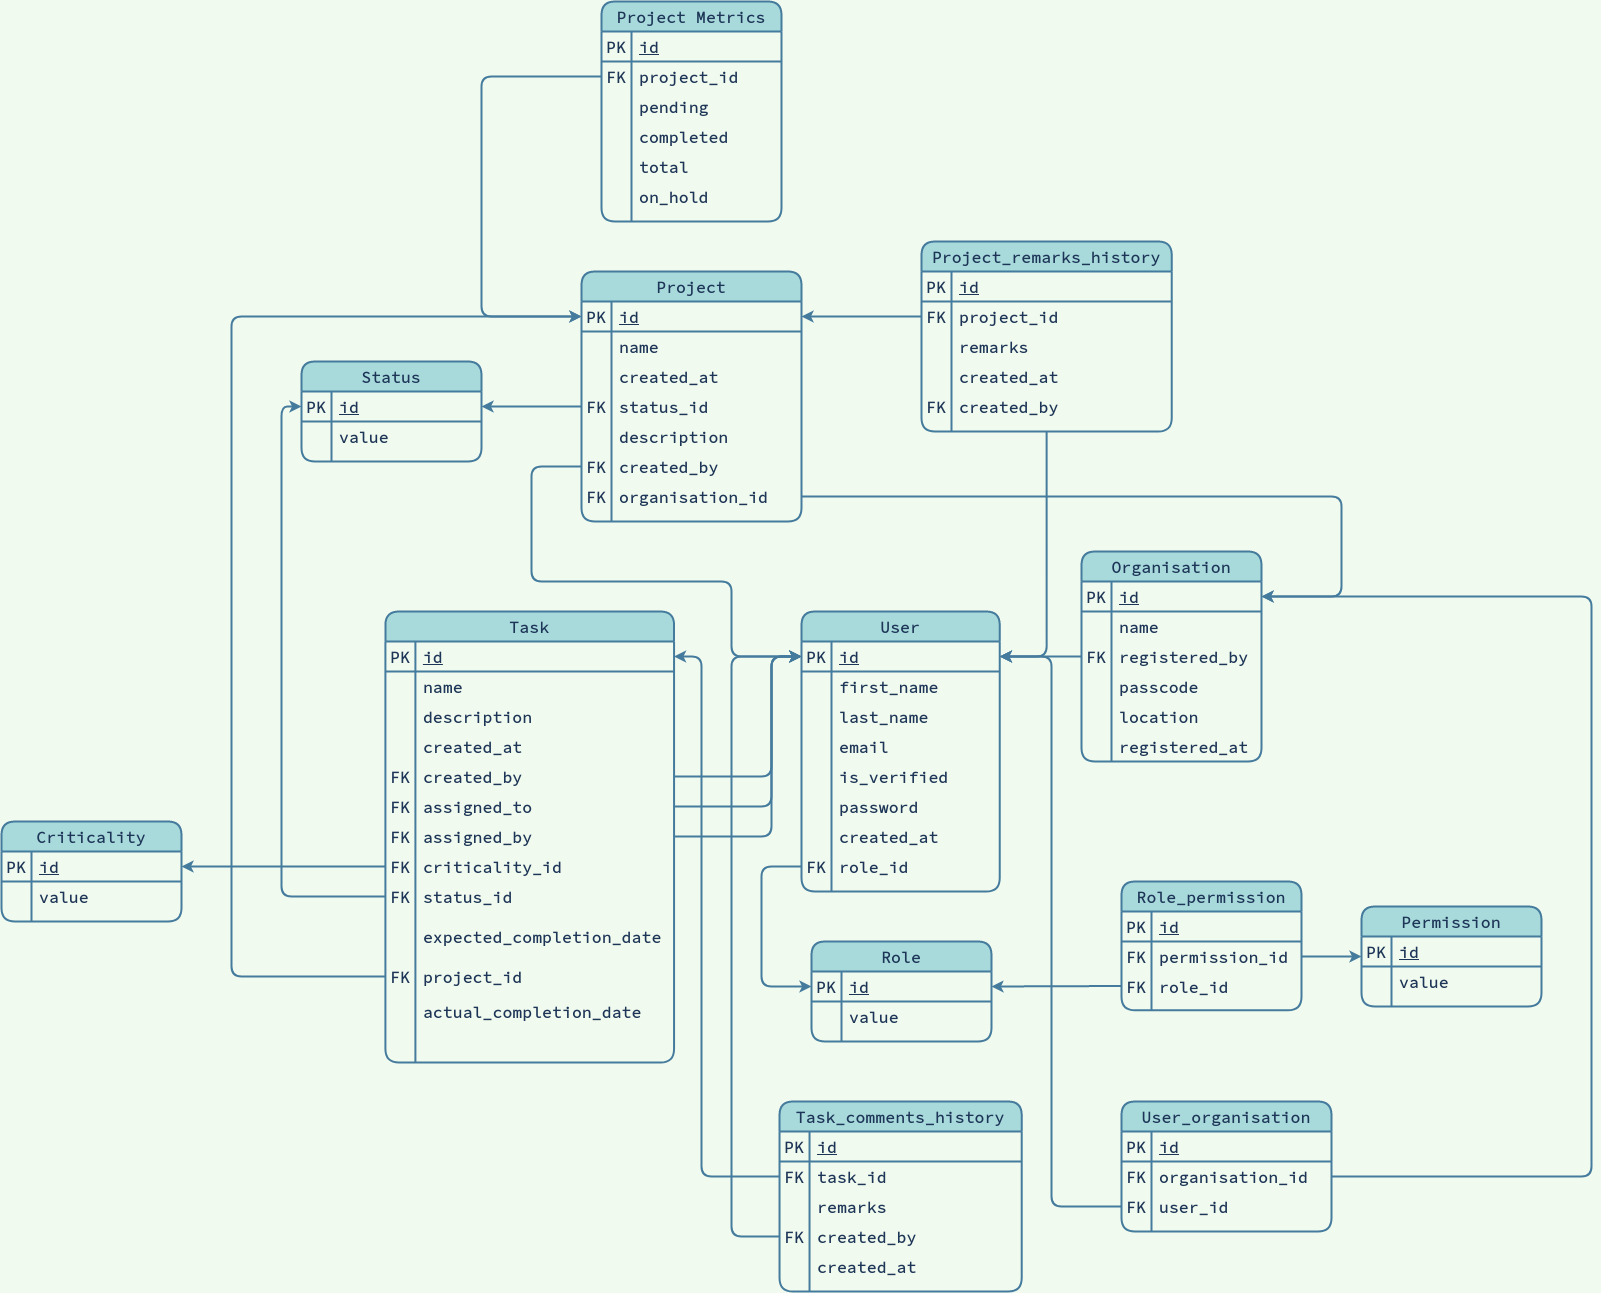 Project Metrics
PK id
FK project_id
pending
completed
total
on_hold
Project_remarks_history
PK id
FK project_id
remarks
created_at
FK created_by
Project
PK id
name
created_at
FK status_id
description
FK created_by
FK organisation_id
Status
PK id
value
Organisation
PK id
name
FK registered_by
passcode
location
registered_at
Task
PK id
name
description
created_at
FK created_by
FK assigned_to
FK assigned_by
FK criticality_id
FK status_id
expected_completion_date
FK project_id
actual_completion_date
User
PK id
first_name
last_name
email
is_verified
password
created_at
FK role_id
Criticality
PK id
value
Role_permission
PK id
FK permission_id
FK role_id
Permission
PK id
value
Role
PK id
value
Task_comments_history
PK id
FK task_id
remarks
FK created_by
created_at
User_organisation
PK id
FK organisation_id
FK user_id